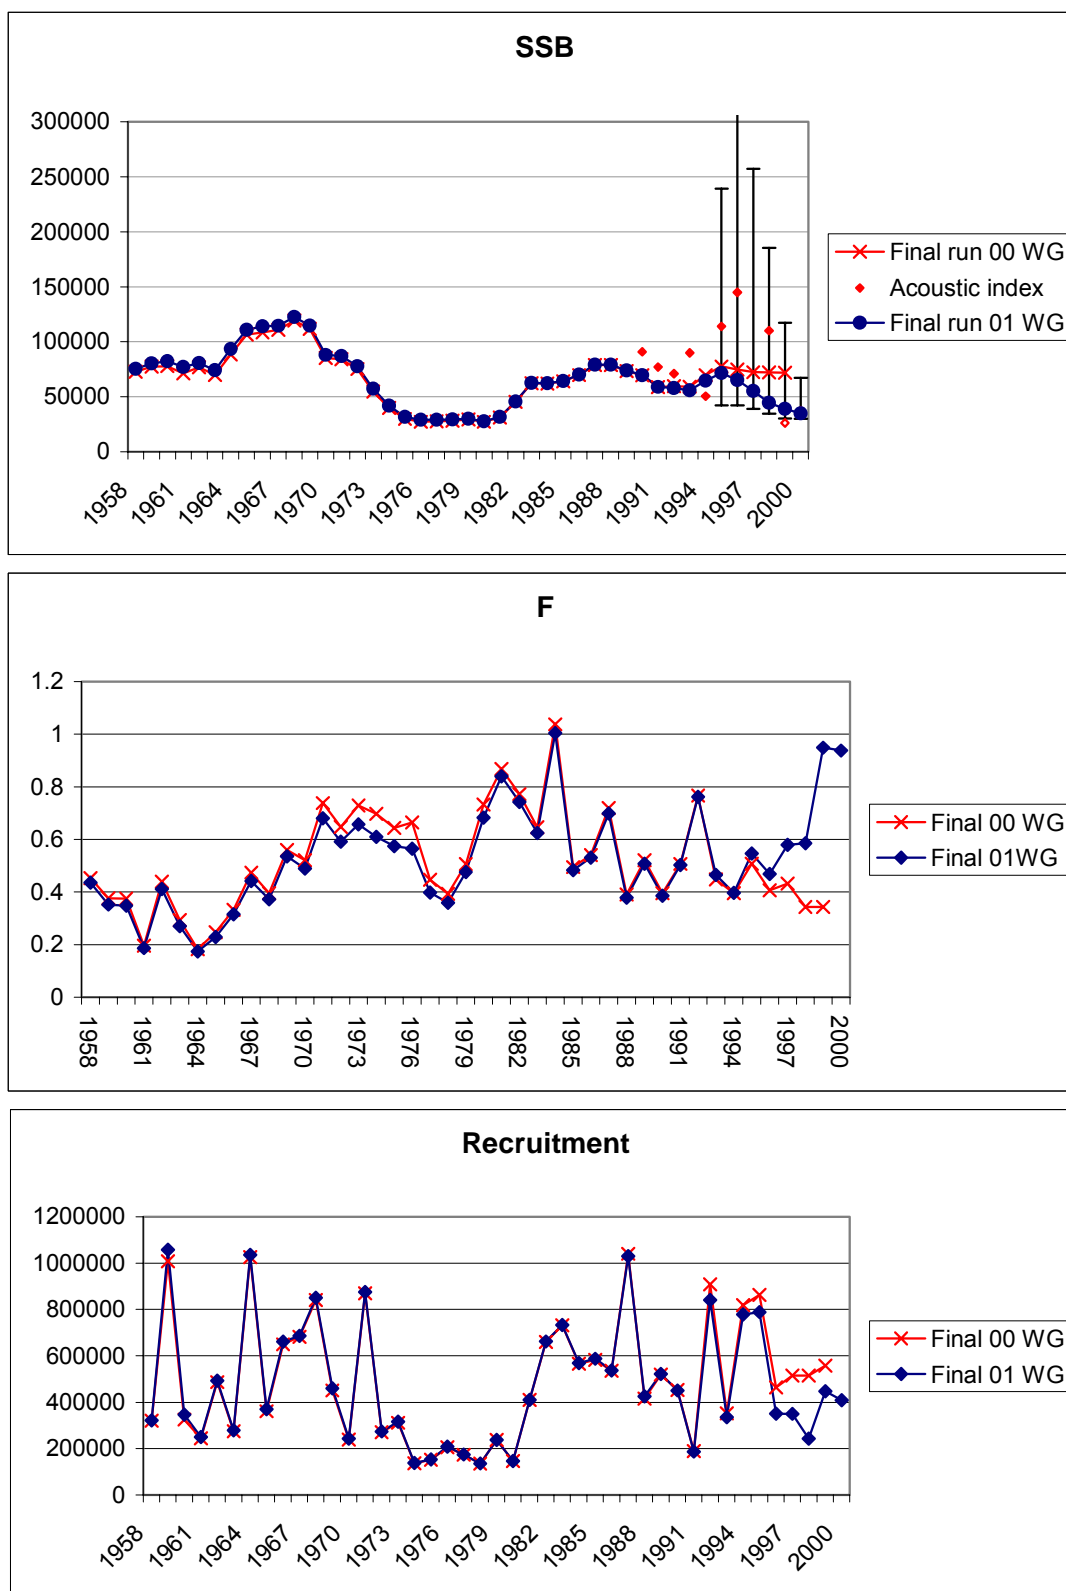 SSB
300000
250000
200000
150000
100000
50000
0
1958 1961 1964 1967 1970 1973 1976 1979 1982 1985 1988 1991 1994 1997 2000
Final run 00 WG
Acoustic index
Final run 01 WG
F
1.2
1
0.8
0.6
0.4
0.2
0
1958 1961 1964 1967 1970 1973 1976 1979 1982 1985 1988 1991 1994 1997 2000
Final 00 WG
Final 01WG
Recruitment
1200000
1000000
800000
600000
400000
200000
0
1958 1961 1964 1967 1970 1973 1976 1979 1982 1985 1988 1991 1994 1997 2000
Final 00 WG
Final 01 WG